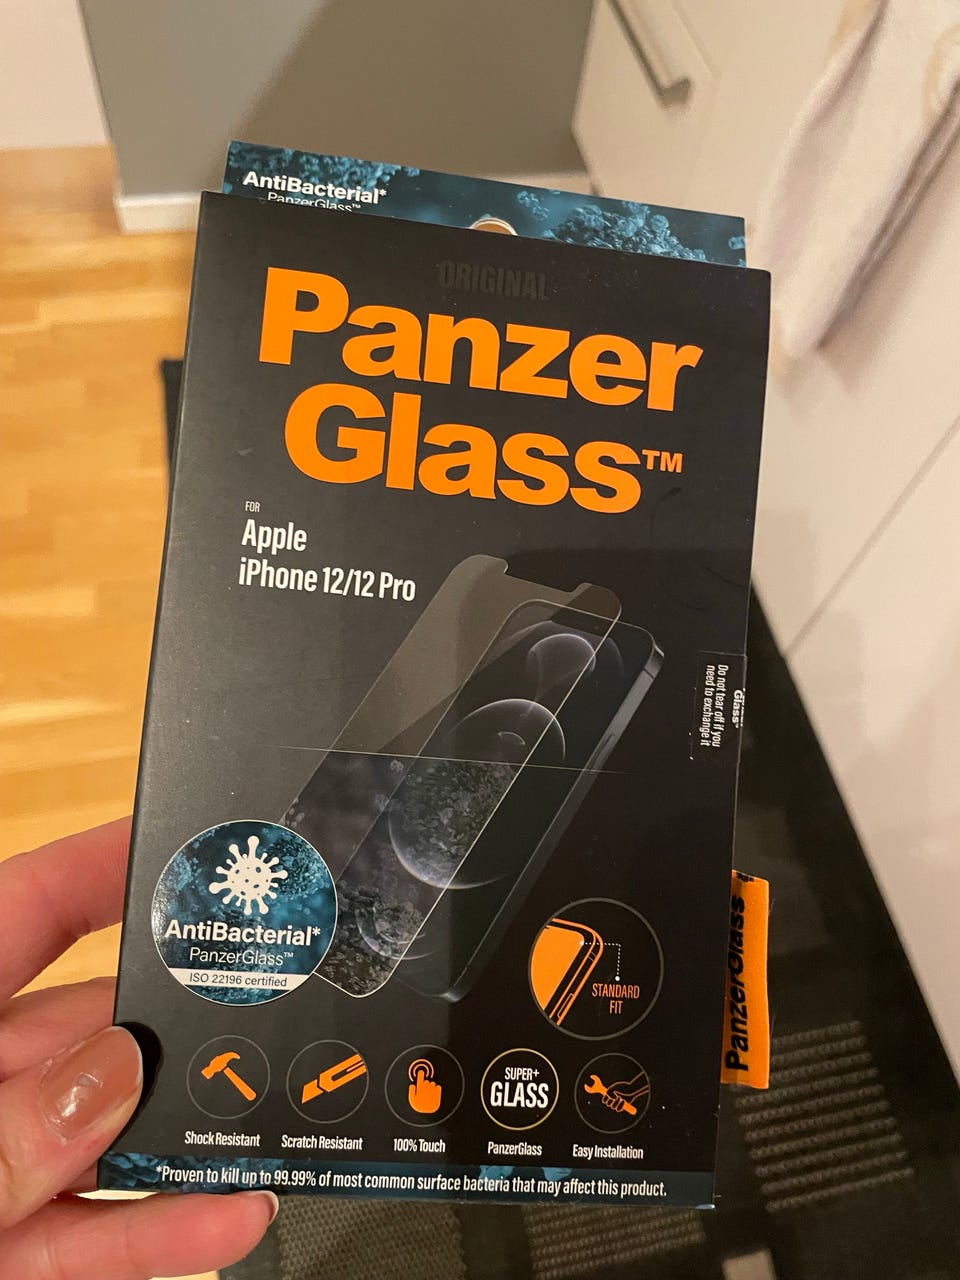 AntiBacterial*
PanzerGlass™
ORIGINAL
Panzer
Glass™
FOR
Apple
iPhone 12/12 Pro
Glass™
Do not tear off if you
need to exchange it
AntiBacterial*
PanzerGlass™
ISO 22196 certified
STANDARD
FIT
PanzerGlass
SUPER+
GLASS
Shock Resistant
Scratch Resistant
100% Touch
PanzerGlass
Easy Installation
*Proven to kill up to 99.99% of most common surface bacteria that may affect this product.